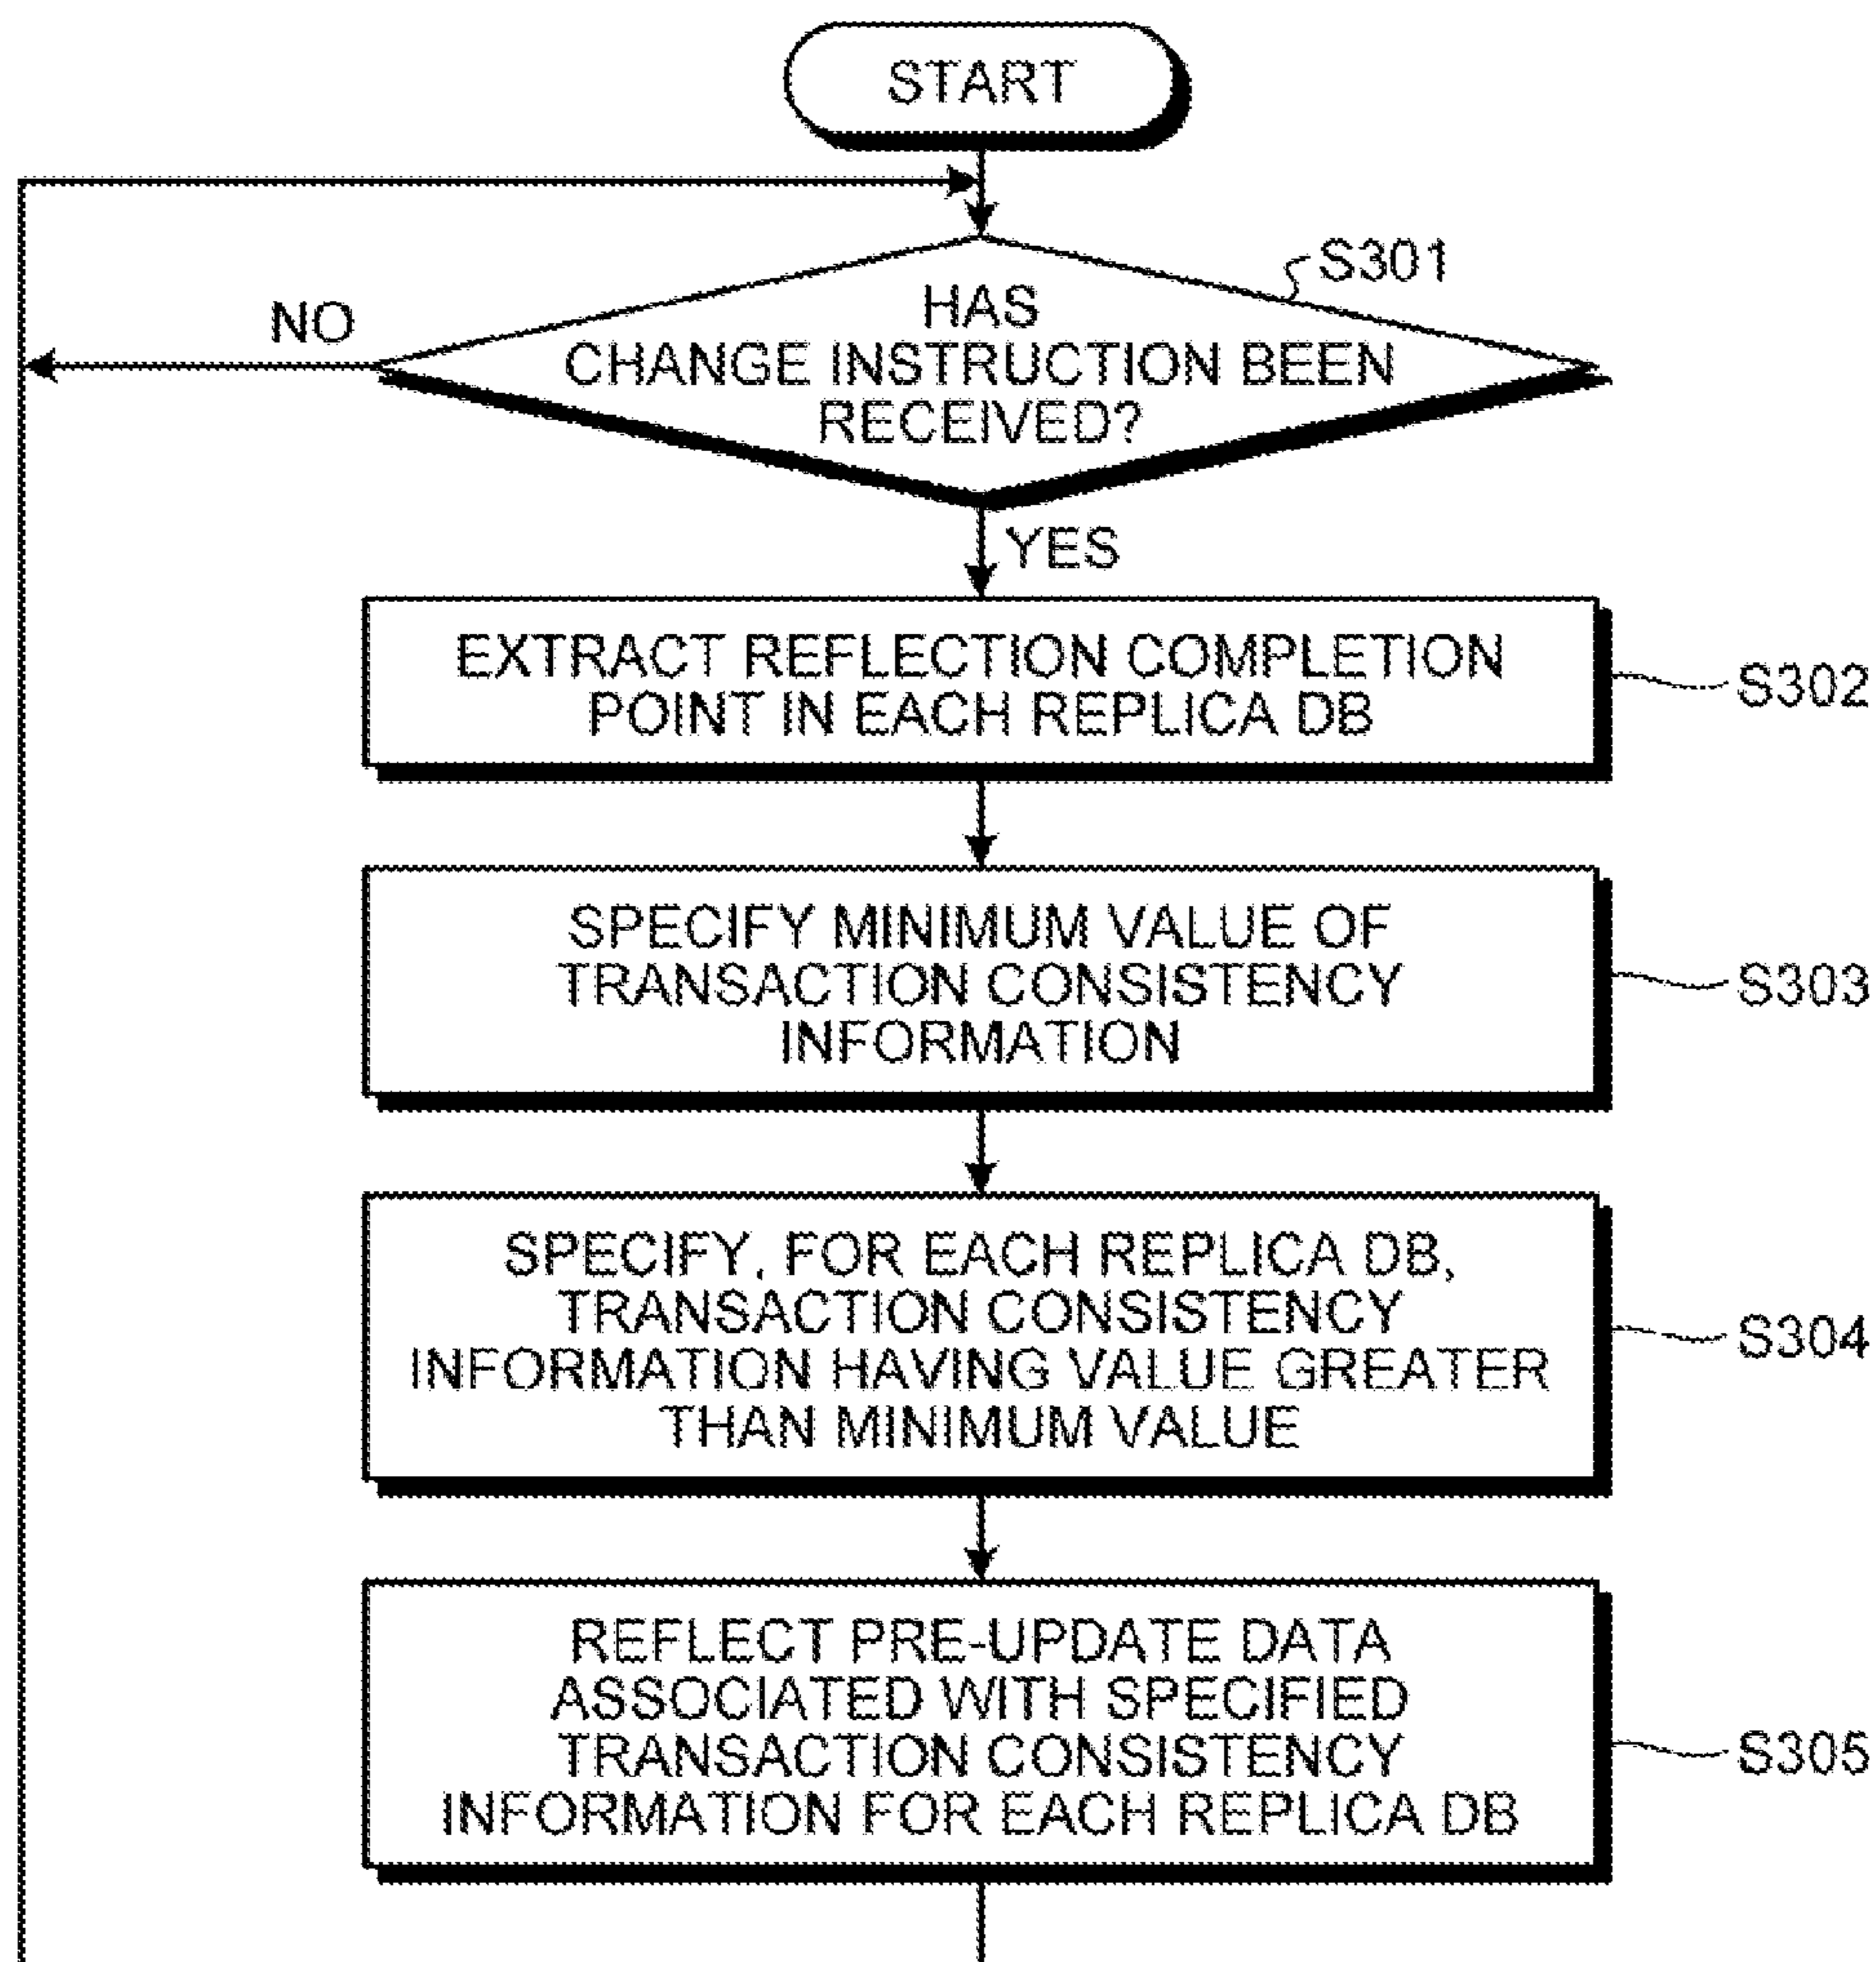 START
S301
NO
HAS
CHANGE INSTRUCTION BEEN
RECEIVED?
YES
EXTRACT REFLECTION COMPLETION
POINT IN EACH REPLICA DB
S302
SPECIFY MINIMUM VALUE OF
TRANSACTION CONSISTENCY
INFORMATION
S303
SPECIFY, FOR EACH REPLICA DB,
TRANSACTION CONSISTENCY
INFORMATION HAVING VALUE GREATER
THAN MINIMUM VALUE
S304
REFLECT PRE-UPDATE DATA
ASSOCIATED WITH SPECIFIED
TRANSACTION CONSISTENCY
INFORMATION FOR EACH REPLICA DB
S305